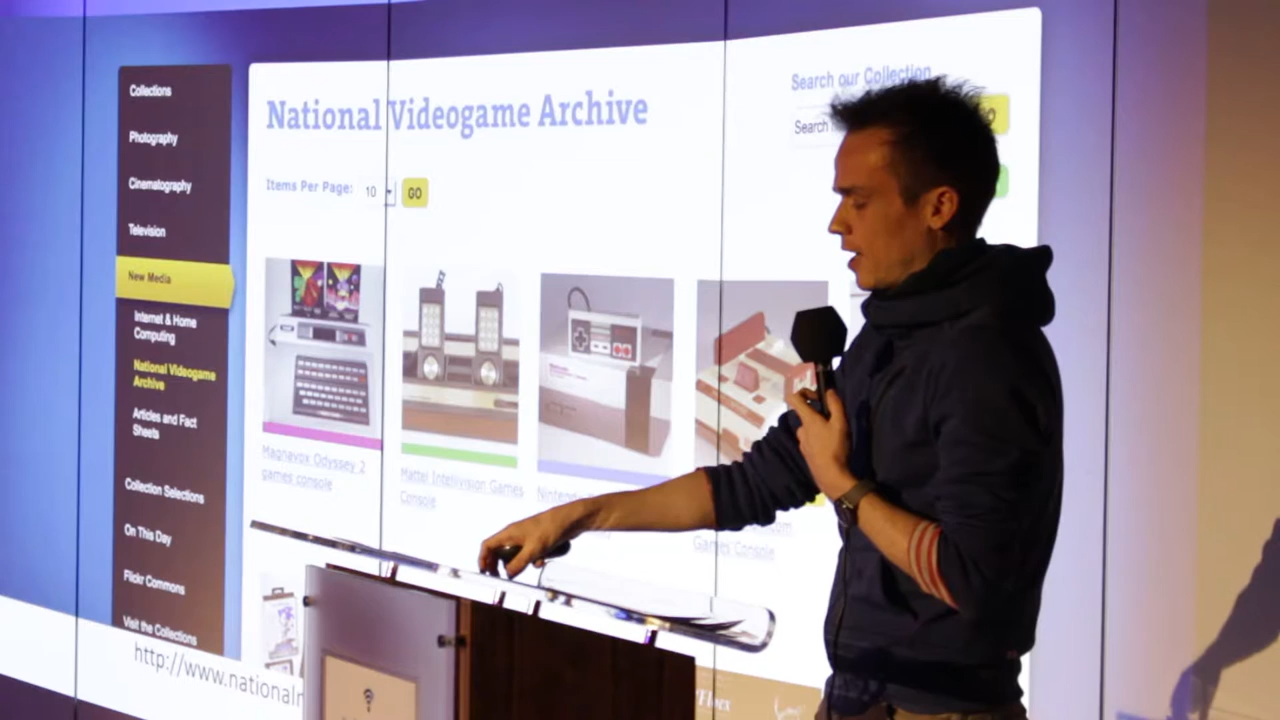 Collections
Photography
Cinematography
Television
New Media
Internet & Home
Computing
National Videogame
Archive
Articles and Fact
Sheets
Collection Selections
On This Day
Flickr Commons
Visit the Collections
http://www.nationalm
National Videogame Archive
Items Per Page: 10 GO
Search our Collection
Search
Magnavox Odyssey 2
games console
Mattel Intellivision Games
Console
Games Console